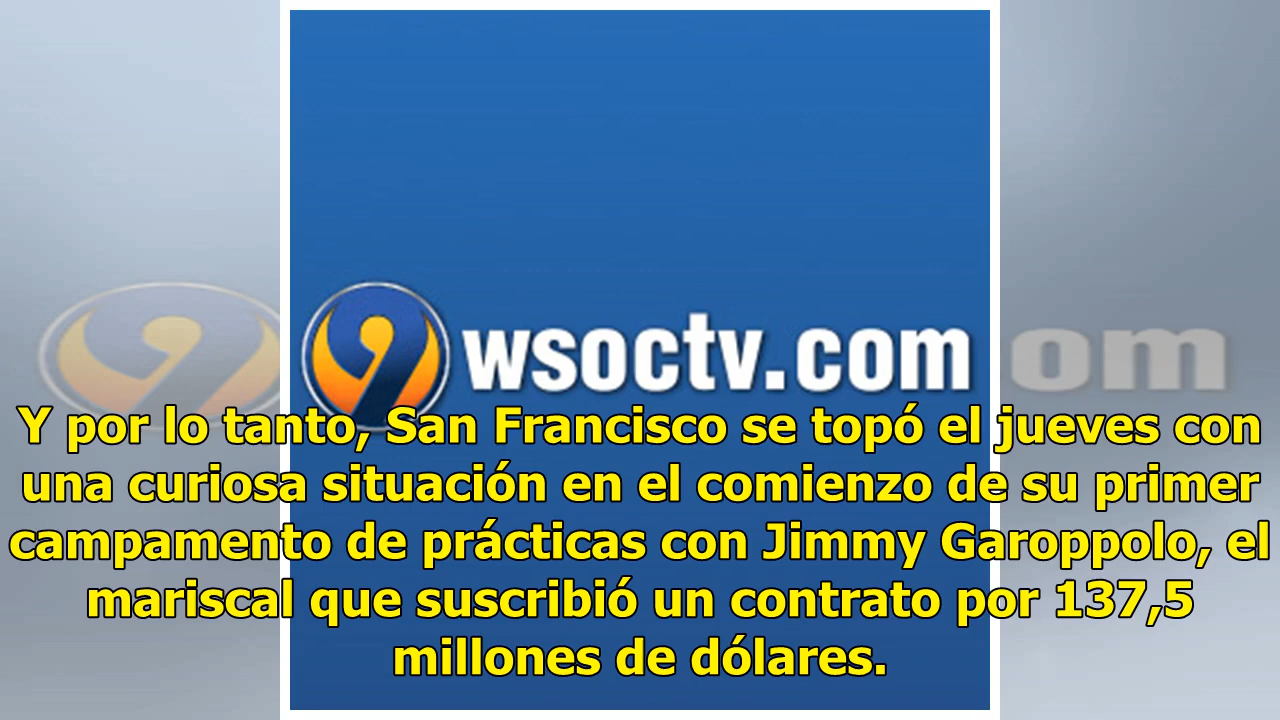 9 wsoctv.com
om
Y por lo tanto, San Francisco se topó el jueves con
una curiosa situación en el comienzo de su primer
campamento de prácticas con Jimmy Garoppolo, el
mariscal que suscribió un contrato por 137,5
millones de dólares.